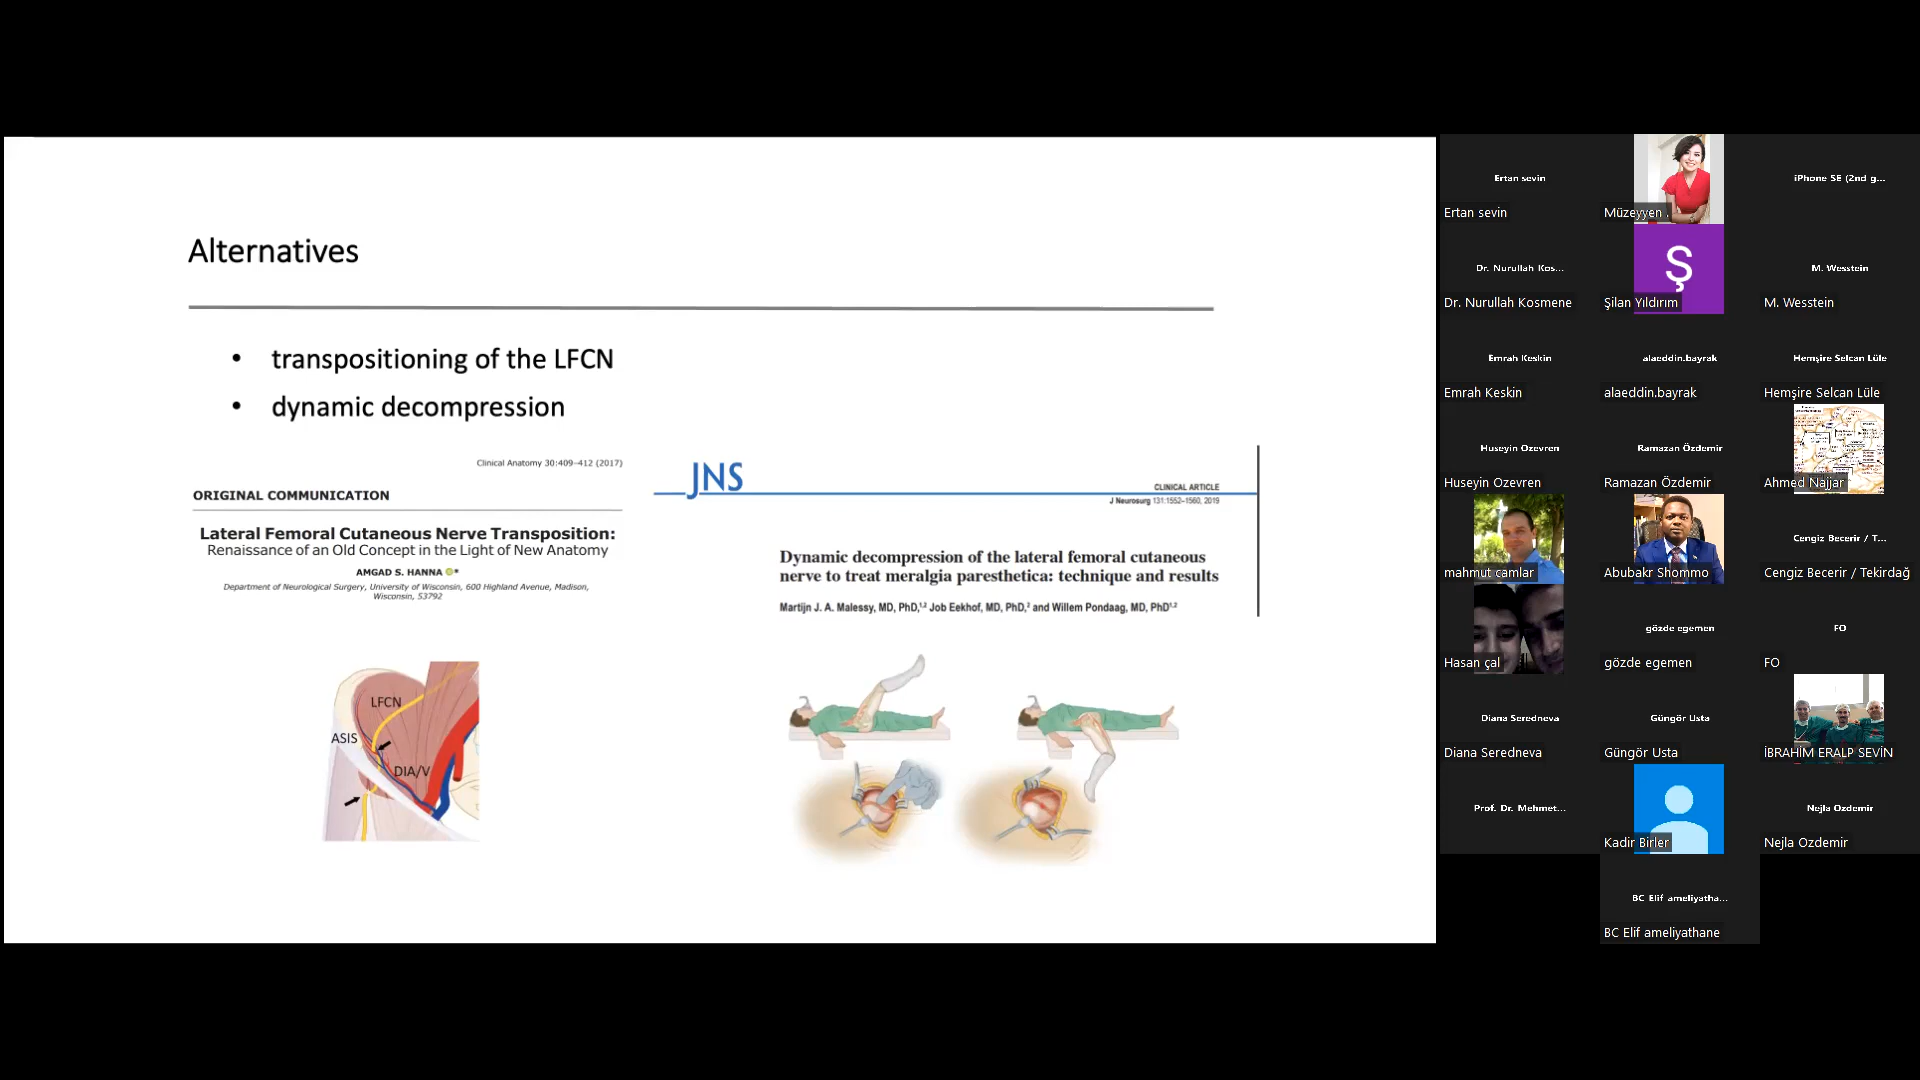 Alternatives
• transpositioning of the LFCN
• dynamic decompression
Clinical Anatomy 30:409–412 (2017)
ORIGINAL COMMUNICATION
Lateral Femoral Cutaneous Nerve Transposition:
Renaissance of an Old Concept in the Light of New Anatomy
AMGAD S. HANNA *
Department of Neurological Surgery, University of Wisconsin, 600 Highland Avenue, Madison,
Wisconsin, 53792
LFCN
ASIS
DIA/V
JNS
CLINICAL ARTICLE
J Neurosurg 131:1552–1560, 2019
Dynamic decompression of the lateral femoral cutaneous
nerve to treat meralgia paresthetica: technique and results
Martijn J. A. Malessy, MD, PhD,1,2 Job Eekhof, MD, PhD,3 and Willem Pondaag, MD, PhD1,2
Ertan sevin
Ertan sevin
Müzeyyen .
iPhone SE (2nd g...
Dr. Nurullah Kos...
Dr. Nurullah Kosmene
Ş
Şilan Yıldırım
M. Wesstein
M. Wesstein
Emrah Keskin
Emrah Keskin
alaeddin.bayrak
alaeddin.bayrak
Hemşire Selcan Lüle
Hemşire Selcan Lüle
Huseyin Ozevren
Huseyin Ozevren
Ramazan Özdemir
Ramazan Özdemir
Ahmed Najjar
mahmut camlar
Abubakr Shommo
Cengiz Becerir / T...
Cengiz Becerir / Tekirdağ
Hasan çal
gözde egemen
gözde egemen
FO
FO
Diana Seredneva
Diana Seredneva
Güngör Usta
Güngör Usta
İBRAHİM ERALP SEVİN
Prof. Dr. Mehmet...
Kadir Birler
Nejla Ozdemir
Nejla Ozdemir
BC Elif ameliyatha...
BC Elif ameliyathane